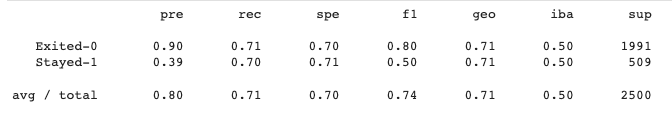 pre rec spe f1 geo iba sup
Exited-0 0.90 0.71 0.70 0.80 0.71 0.50 1991
Stayed-1 0.39 0.70 0.71 0.50 0.71 0.50 509
avg / total 0.80 0.71 0.70 0.74 0.71 0.50 2500